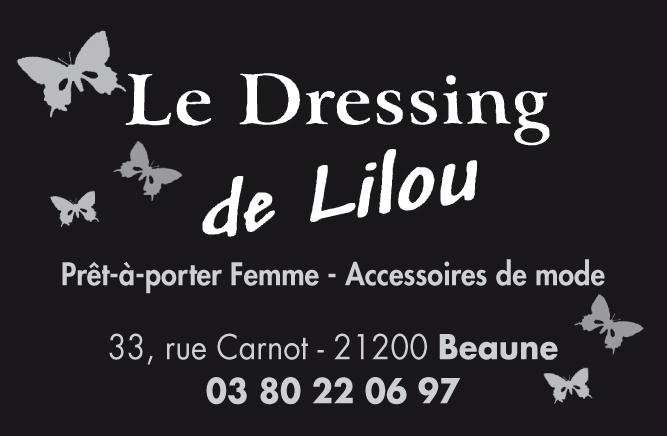 Le Dressing
de Lilou
Prêt-à-porter Femme - Accessoires de mode
33, rue Carnot - 21200 Beaune
03 80 22 06 97